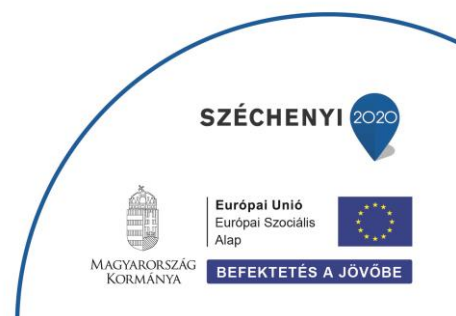 SZÉCHENYI 2020
Európai Unió
Európai Szociális
Alap
MAGYARORSZÁG
KORMÁNYA
BEFEKTETÉS A JÖVŐBE